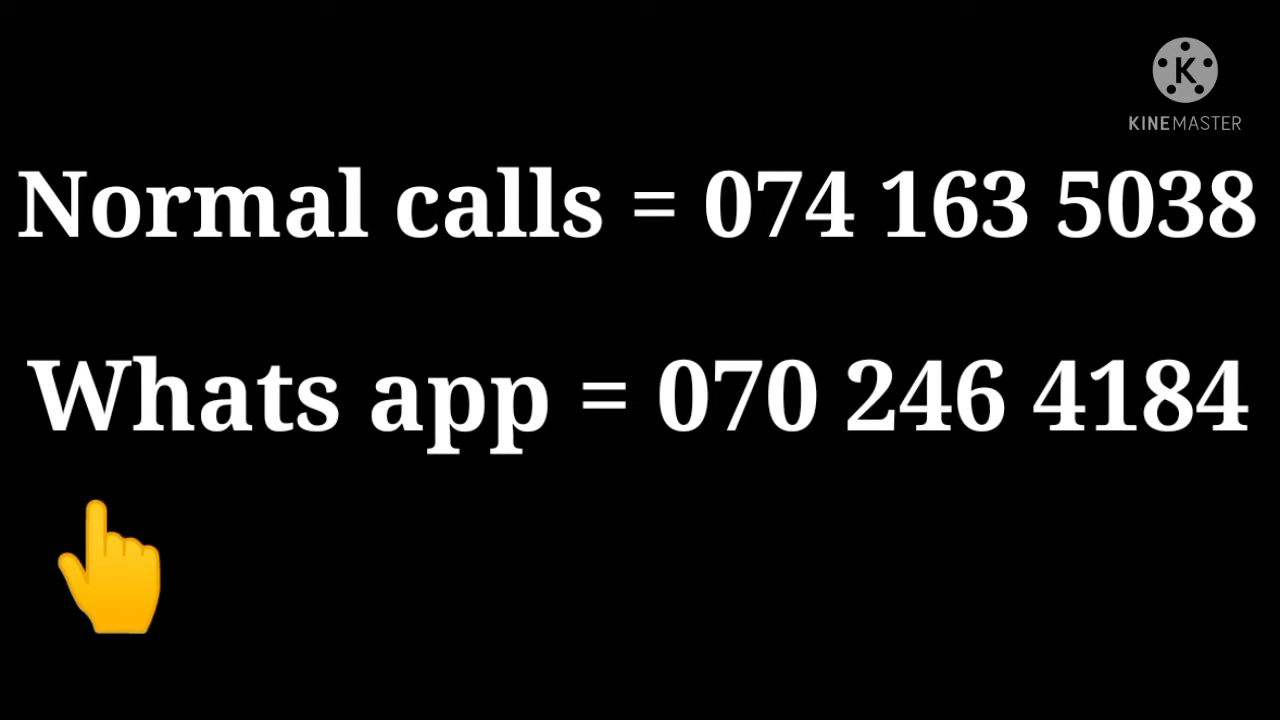 K
KINEMASTER
Normal calls = 074 163 5038
Whats app = 070 246 4184